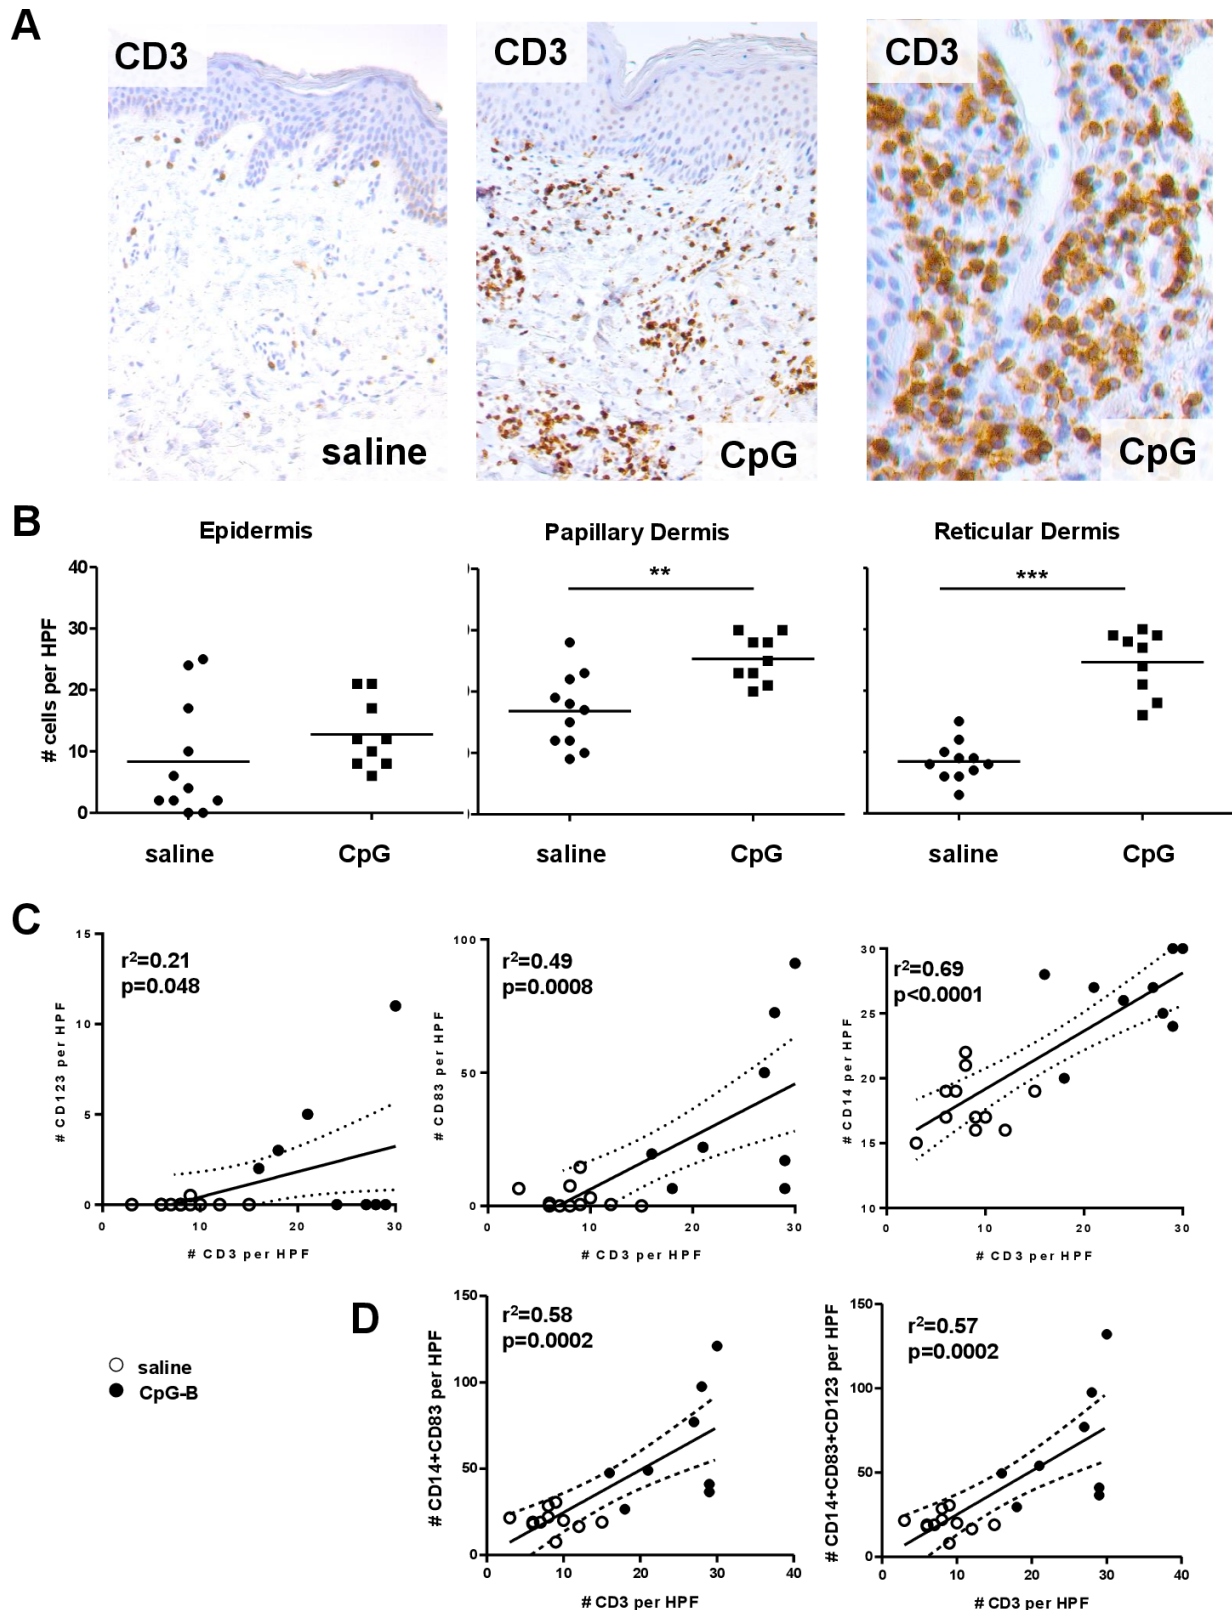 A
CD3
CD3
CD3
saline
CpG
CpG
B
Epidermis
Papillary Dermis
Reticular Dermis
# cells per HPF
40
30
20
10
0
**
***
saline
CpG
saline
CpG
saline
CpG
C
r²=0.21
p=0.048
# CD123 per HPF
15
10
5
0
0
10
20
30
# CD3 per HPF
r²=0.49
p=0.0008
# CD83 per HPF
100
50
0
0
10
20
30
# CD3 per HPF
r²=0.69
p<0.0001
# CD14 per HPF
30
25
20
15
10
0
10
20
30
# CD3 per HPF
saline
CpG-B
D
r²=0.58
p=0.0002
# CD14+CD83 per HPF
150
100
50
0
0
10
20
30
40
# CD3 per HPF
r²=0.57
p=0.0002
# CD14+CD83+CD123 per HPF
150
100
50
0
0
10
20
30
40
# CD3 per HPF